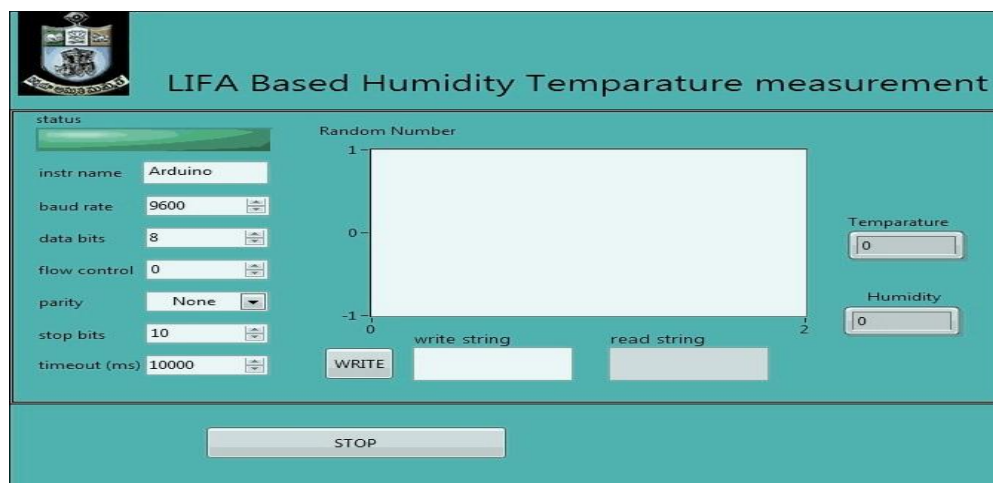 LIFA Based Humidity Temparature measurement
status
instr name Arduino
baud rate 9600
data bits 8
flow control 0
parity None
stop bits 10
timeout (ms) 10000
Random Number
1
0
-1
0 2
WRITE
write string
read string
Temparature
0
Humidity
0
STOP